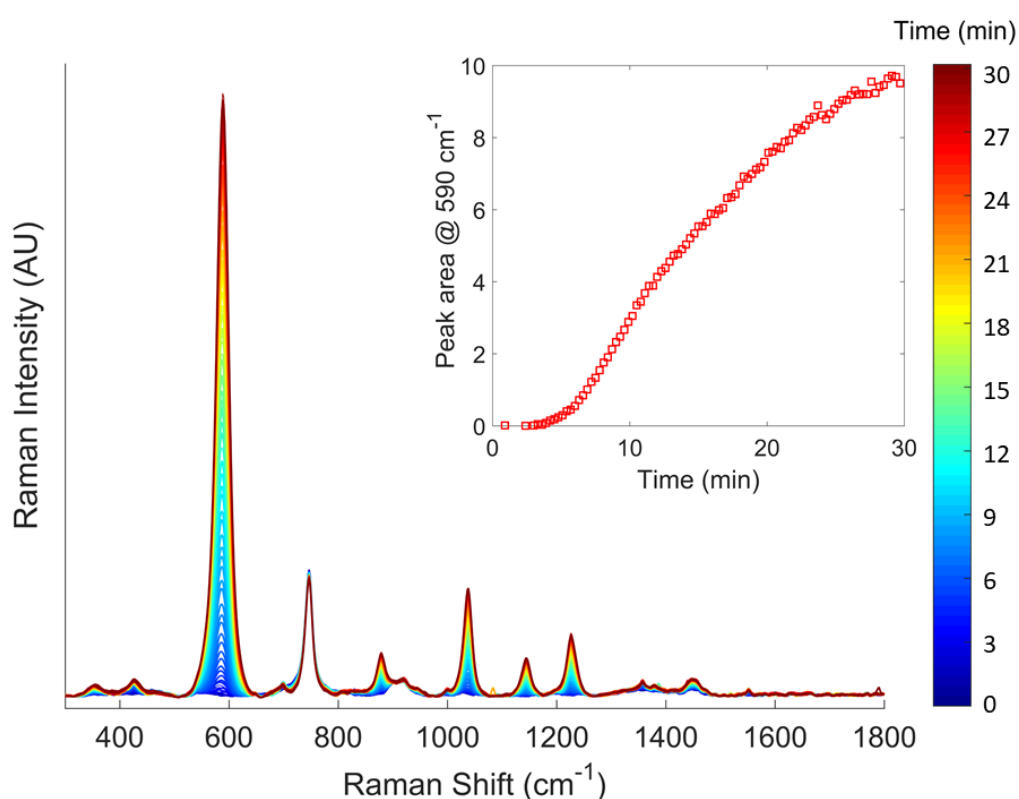 Time (min)
10
8
6
4
2
0
Peak area @ 590 cm⁻¹
0 10 20 30
Time (min)
30
27
24
21
18
15
12
9
6
3
0
Raman Intensity (AU)
400 600 800 1000 1200 1400 1600 1800
Raman Shift (cm⁻¹)